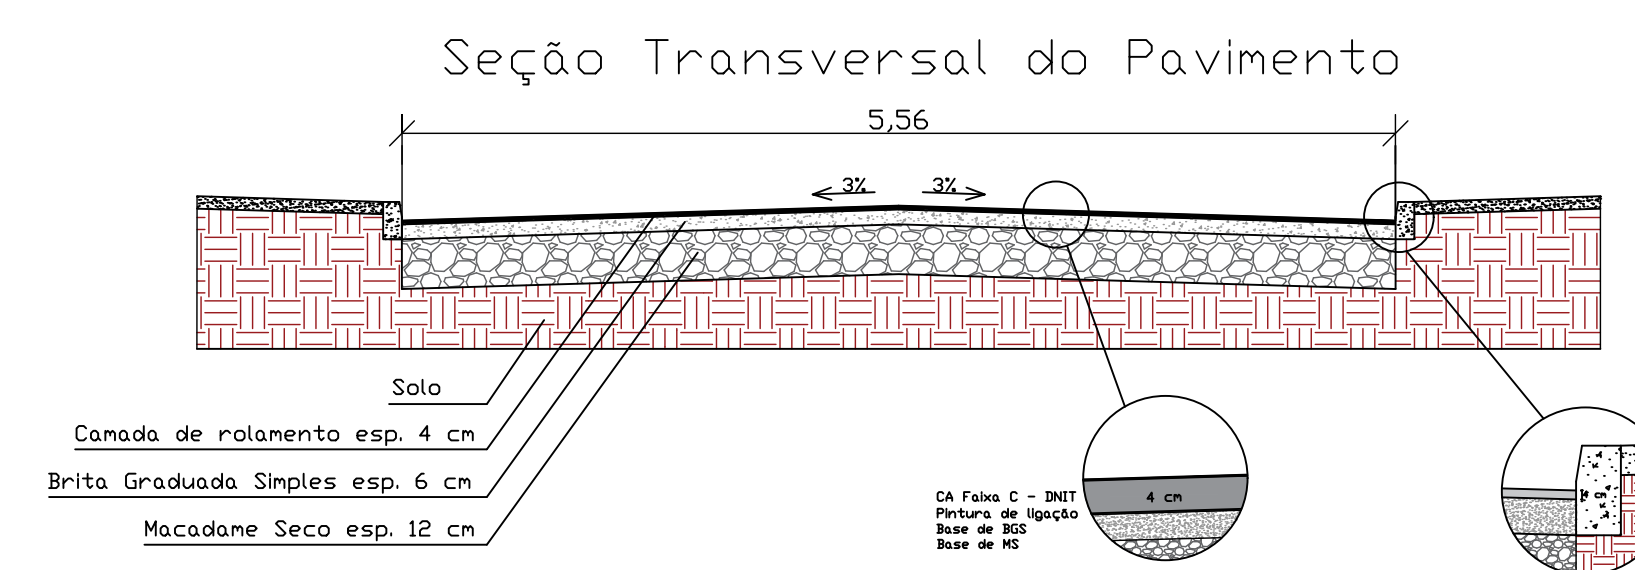 Seção Transversal do Pavimento
5,56
3% 3%
Solo
Camada de rolamento esp. 4 cm
Brita Graduada Simples esp. 6 cm
Macadame Seco esp. 12 cm
CA Faixa C - DNIT
Pintura de ligação
Base de BGS
Base de MS
4 cm
4 cm